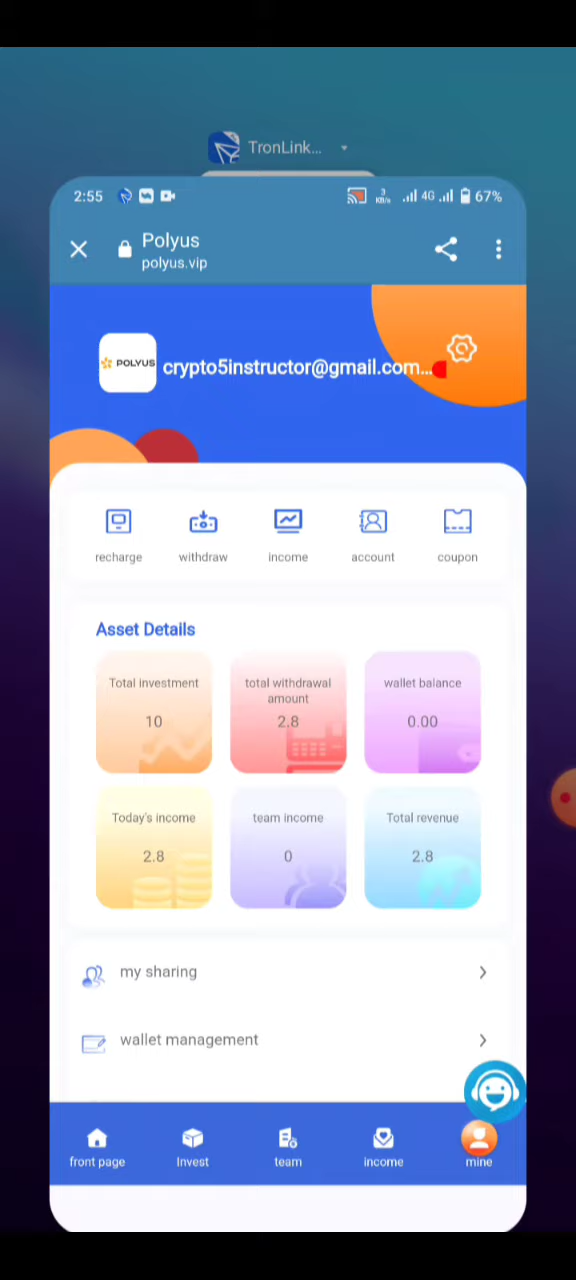 TronLink...
2:55
3
KB/s
4G
67%
Polyus
polyus.vip
POLYUS
crypto5instructor@gmail.com...
recharge
withdraw
income
account
coupon
Asset Details
Total investment
10
total withdrawal
amount
2.8
wallet balance
0.00
Today's income
2.8
team income
0
Total revenue
2.8
my sharing
wallet management
front page
Invest
team
income
mine